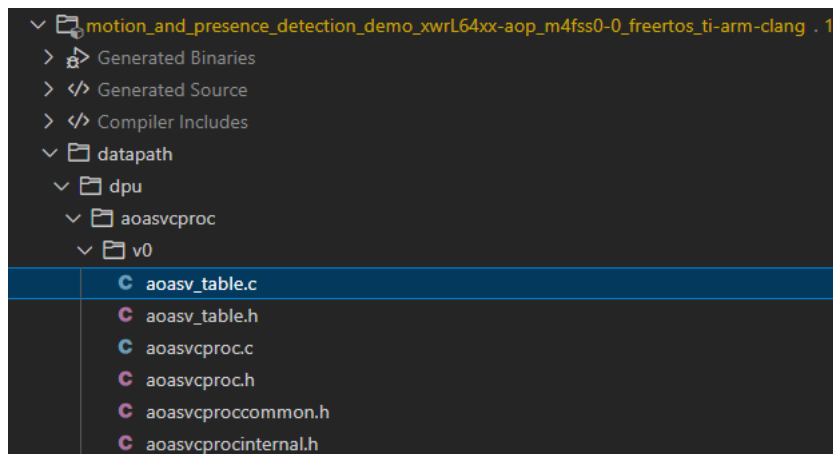 motion_and_presence_detection_demo_xwrL64xx-aop_m4fss0-0_freertos_ti-arm-clang . 1
Generated Binaries
</> Generated Source
</> Compiler Includes
datapath
dpu
aoasvcproc
v0
C aoasv_table.c
C aoasv_table.h
C aoasvcproc.c
C aoasvcproc.h
C aoasvcproccommon.h
C aoasvcprocinternal.h